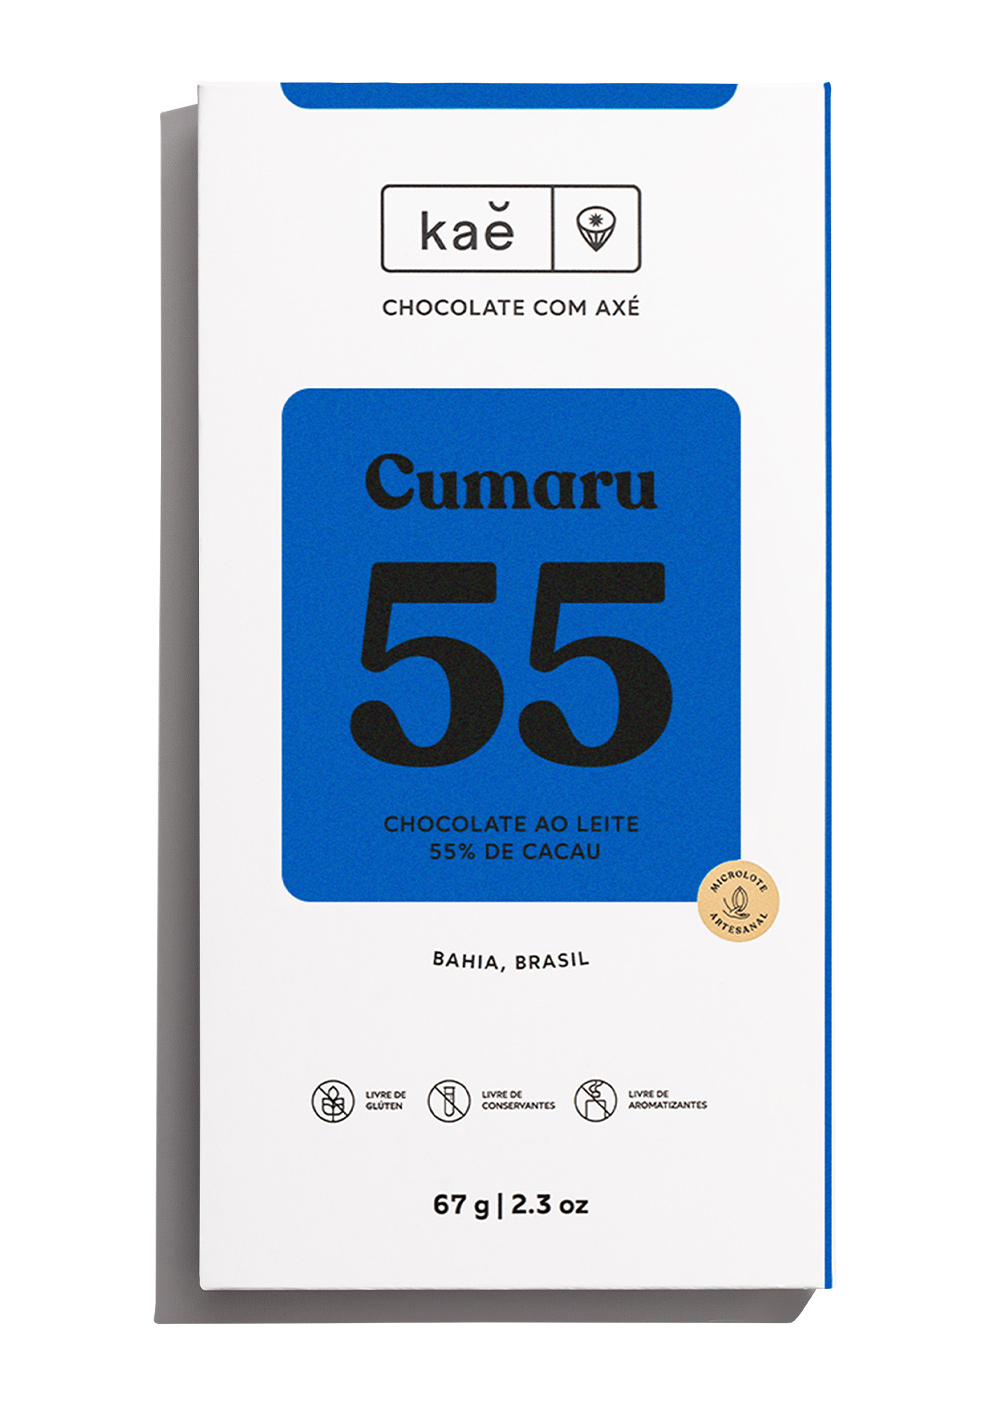 kaĕ
CHOCOLATE COM AXÉ
Cumaru
55
CHOCOLATE AO LEITE
55% DE CACAU
MICROLOTE
ARTESANAL
BAHIA, BRASIL
LIVRE DE
GLÚTEN
LIVRE DE
CONSERVANTES
LIVRE DE
AROMATIZANTES
67 g | 2.3 oz